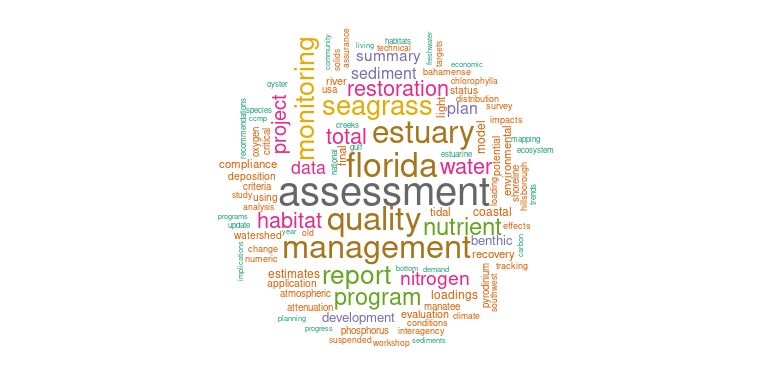 assessment
florida
management
quality
estuary
monitoring
seagrass
report
program
nutrient
restoration
water
habitat
total
project
data
nitrogen
summary
sediment
plan
benthic
development
community
solids
assurance
living
habitats
technical
freshwater
targets
economic
bahamense
chlorophylla
status
distribution
survey
impacts
river
usa
light
oyster
species
ccmp
recommendations
oxygen
critical
creeks
gulf
national
final
model
estuarine
potential
environmental
mapping
ecosystem
compliance
deposition
criteria
study
using
analysis
programs
update
year
old
watershed
change
numeric
implications
loading
shoreline
hillsborough
trends
tidal
coastal
effects
recovery
carbon
tracking
pyrodinium
southwest
estimates
application
atmospheric
attenuation
planning
progress
bottom
demand
loadings
manatee
evaluation
climate
conditions
phosphorus
interagency
suspended
workshop
sediments